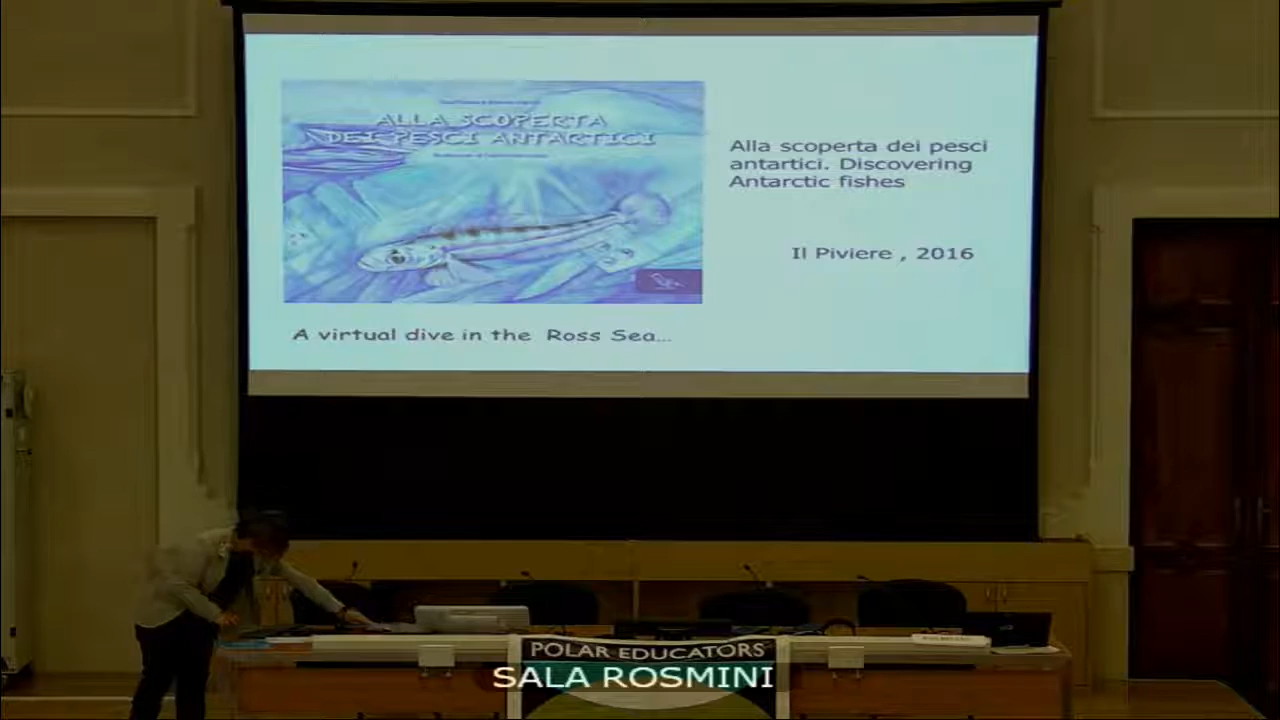 ALLA SCOPERTA
DEI PESCI ANTARTICI
Alla scoperta dei pesci
antartici. Discovering
Antarctic fishes
Il Piviere , 2016
A virtual dive in the Ross Sea...
POLAR EDUCATORS
SALA ROSMINI